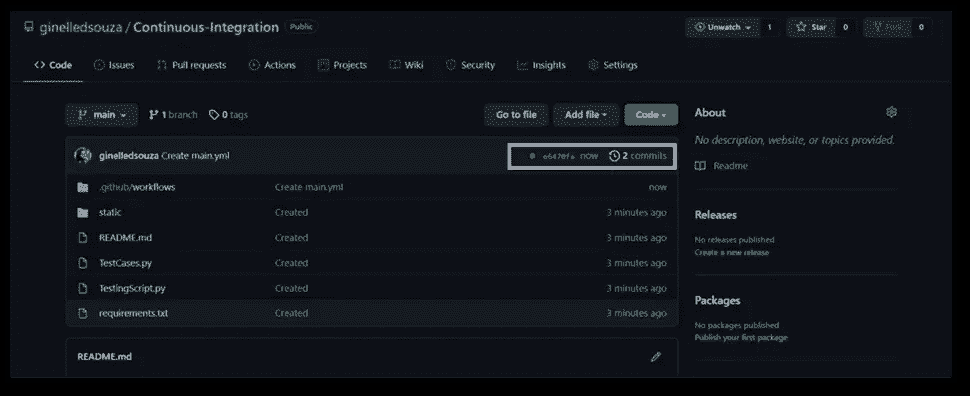 ginelledsouza / Continuous-Integration Public
Unwatch 1 Star 0 Fork 0
Code Issues Pull requests Actions Projects Wiki Security Insights Settings
main 1 branch 0 tags Go to file Add file Code
About
No description, website, or topics provided.
Readme
ginelledsouza Create main.yml now 2 commits
.github/workflows Create main.yml now
static Created 3 minutes ago
README.md Created 3 minutes ago
TestCases.py Created 3 minutes ago
TestingScript.py Created 3 minutes ago
requirements.txt Created 3 minutes ago
README.md
Releases
No releases published
Create a new release
Packages
No packages published
Publish your first package